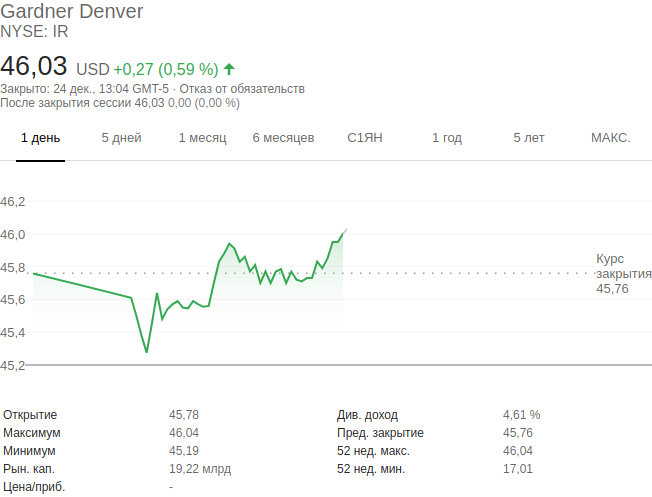 Gardner Denver
NYSE: IR
46,03 USD +0,27 (0,59 %)
Закрыто: 24 дек., 13:04 GMT-5 · Отказ от обязательств
После закрытия сессии 46,03 0,00 (0,00 %)
1 день 5 дней 1 месяц 6 месяцев С1ЯН 1 год 5 лет МАКС.
46,2
46,0
45,8
45,6
45,4
45,2
Курс
закрытия
45,76
Открытие 45,78 Див. доход 4,61 %
Максимум 46,04 Пред. закрытие 45,76
Минимум 45,19 52 нед. макс. 46,04
Рын. кап. 19,22 млрд 52 нед. мин. 17,01
Цена/приб. -